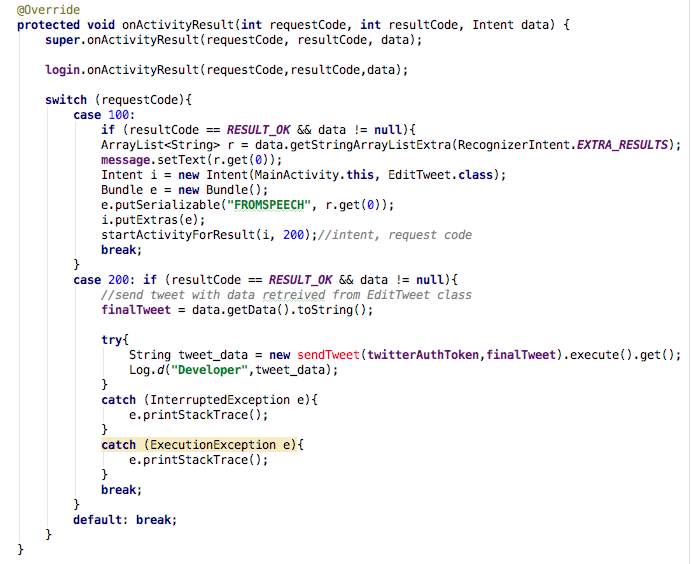 @Override
protected void onActivityResult(int requestCode, int resultCode, Intent data) {
    super.onActivityResult(requestCode, resultCode, data);

    login.onActivityResult(requestCode,resultCode,data);

    switch (requestCode){
        case 100:
            if (resultCode == RESULT_OK && data != null){
            ArrayList<String> r = data.getStringArrayListExtra(RecognizerIntent.EXTRA_RESULTS);
            message.setText(r.get(0));
            Intent i = new Intent(MainActivity.this, EditTweet.class);
            Bundle e = new Bundle();
            e.putSerializable("FROMSPEECH", r.get(0));
            i.putExtras(e);
            startActivityForResult(i, 200);//intent, request code
            break;
        }
        case 200: if (resultCode == RESULT_OK && data != null){
            //send tweet with data retreived from EditTweet class
            finalTweet = data.getData().toString();

            try{
                String tweet_data = new sendTweet(twitterAuthToken,finalTweet).execute().get();
                Log.d("Developer",tweet_data);
            }
            catch (InterruptedException e){
                e.printStackTrace();
            }
            catch (ExecutionException e){
                e.printStackTrace();
            }
            break;
        }
        default: break;
    }
}